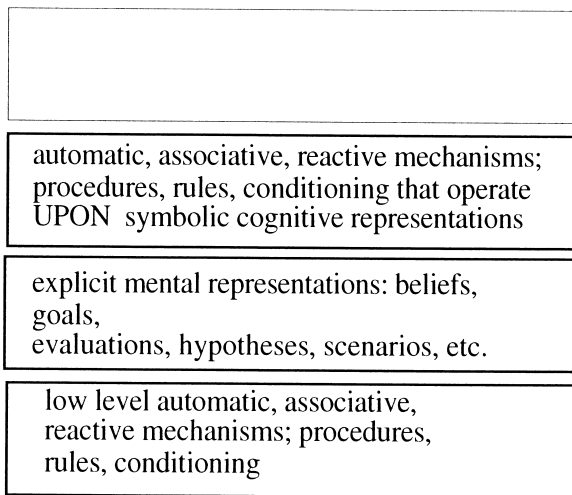 automatic, associative, reactive mechanisms;
procedures, rules, conditioning that operate
UPON symbolic cognitive representations
explicit mental representations: beliefs,
goals,
evaluations, hypotheses, scenarios, etc.
low level automatic, associative,
reactive mechanisms; procedures,
rules, conditioning